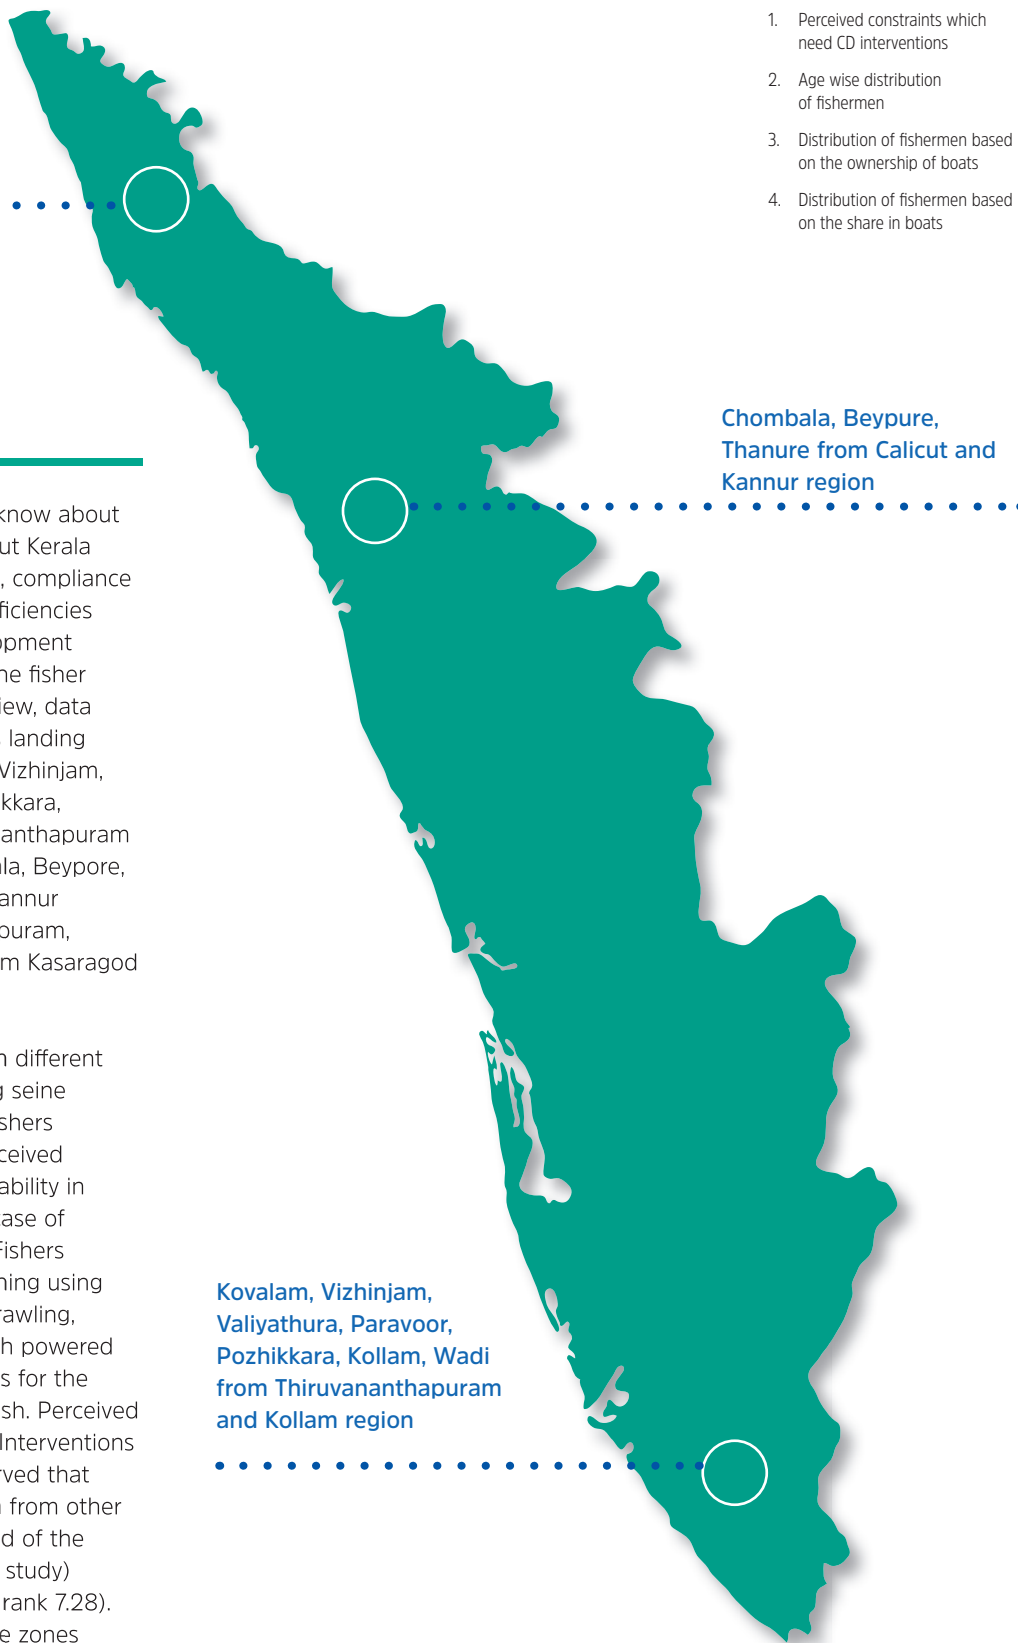 1. Perceived constraints which
need CD interventions
2. Age wise distribution
of fishermen
3. Distribution of fishermen based
on the ownership of boats
4. Distribution of fishermen based
on the share in boats
Chombala, Beypure,
Thanure from Calicut and
Kannur region
know about
ut Kerala
, compliance
ficiencies
opment
ne fisher
iew, data
s landing
Vizhinjam,
kkara,
anthapuram
ala, Beypore,
annur
puram,
m Kasaragod
n different
g seine
shers
ceived
ability in
case of
Fishers
hing using
rawling,
h powered
s for the
sh. Perceived
Interventions
rved that
n from other
d of the
study)
rank 7.28).
e zones
Kovalam, Vizhinjam,
Valiyathura, Paravoor,
Pozhikkara, Kollam, Wadi
from Thiruvananthapuram
and Kollam region